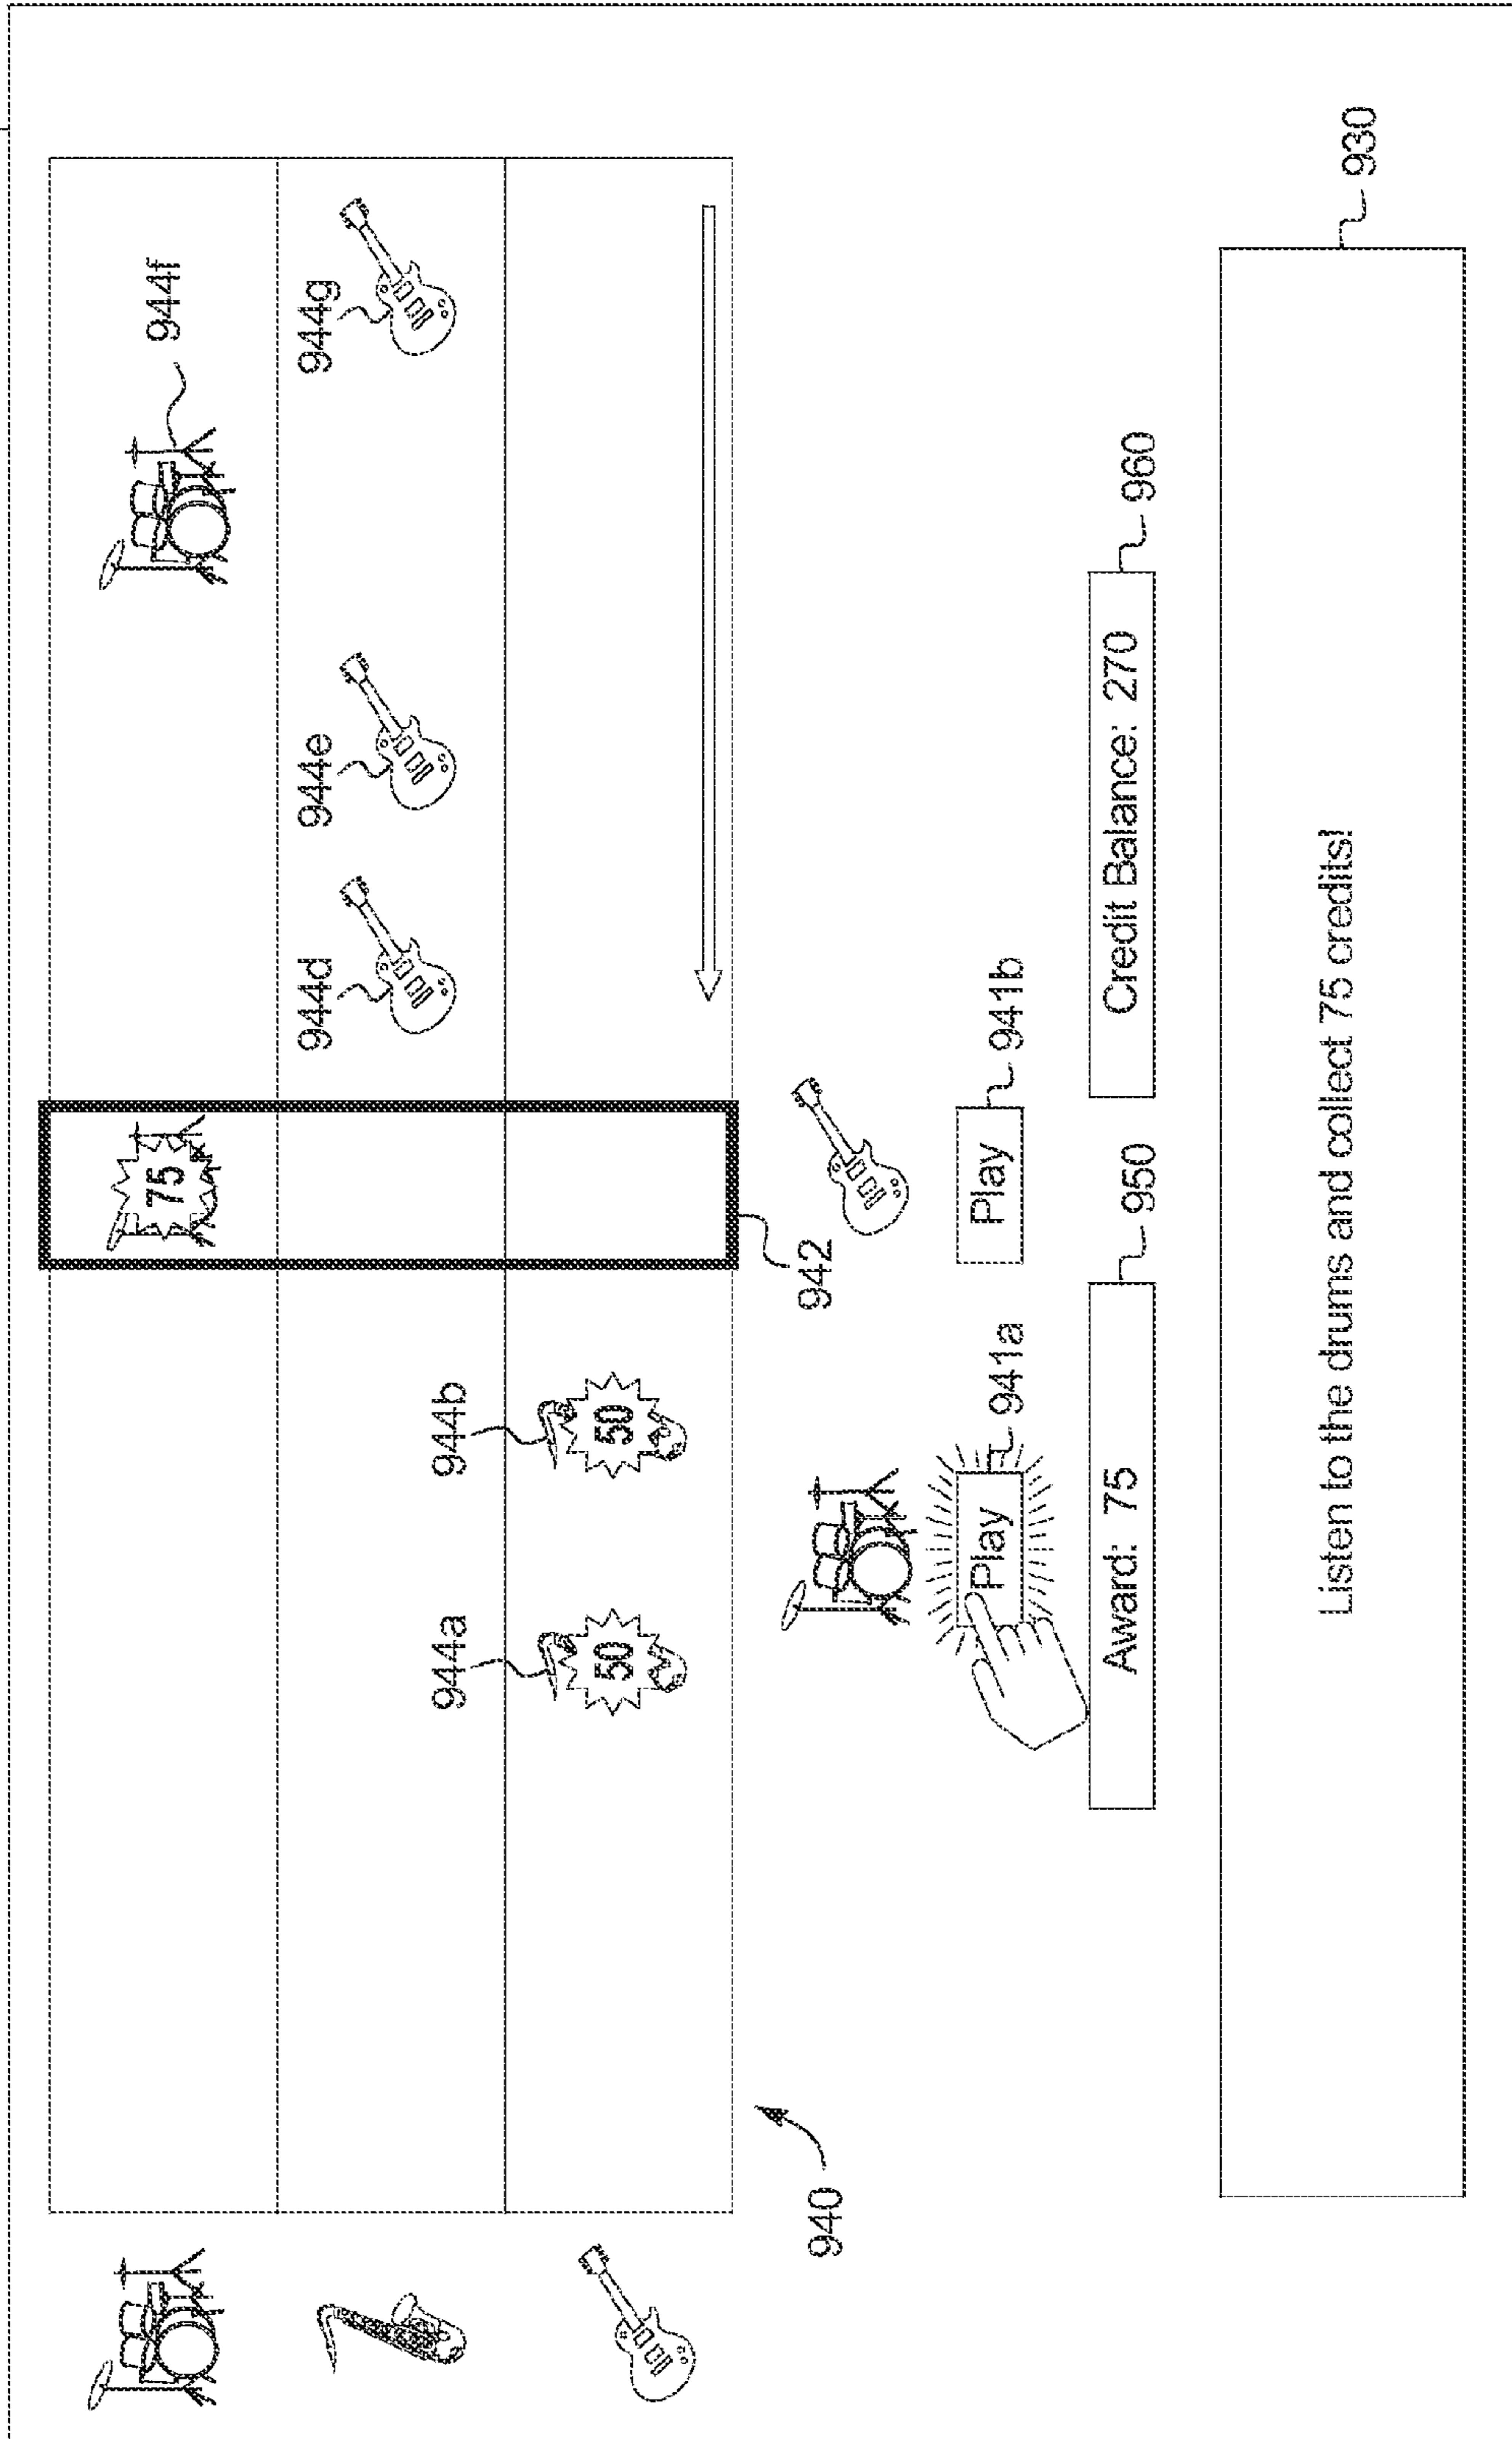 944f
75
944g
944e
944d
944b
944a
50
50
942
940
Play
941a
Play
941b
Award: 75
950
Credit Balance: 270
960
Listen to the drums and collect 75 credits!
930